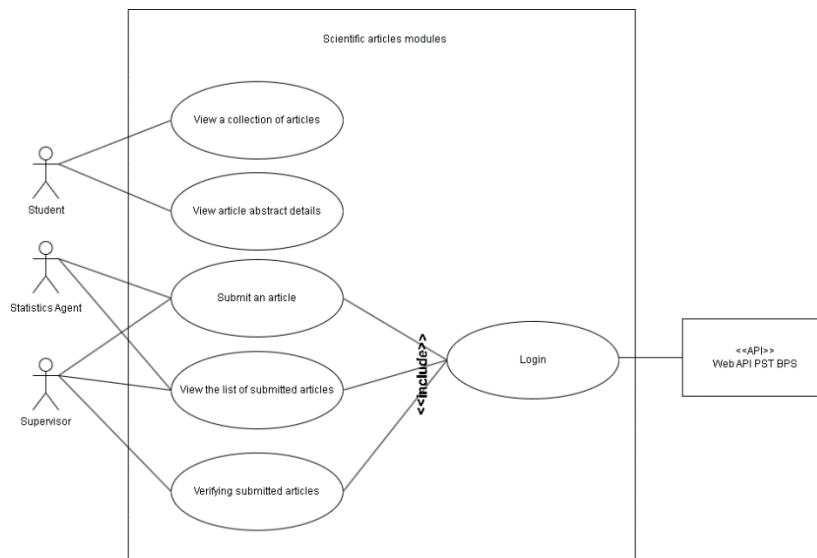 Scientific articles modules
View a collection of articles
Student
View article abstract details
Statistics Agent
Submit an article
<<include>>
Login
<<API>>
Web API PST BPS
Supervisor
View the list of submitted articles
Verifying submitted articles